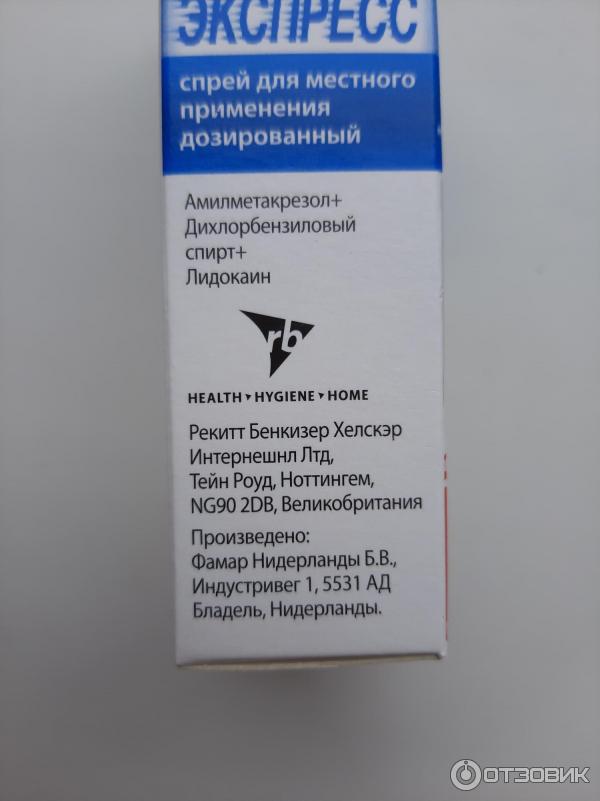 ЭКСПРЕСС
спрей для местного
применения
дозированный
Амилметакрезол+
Дихлорбензиловый
спирт+
Лидокаин
rb
HEALTH ▸ HYGIENE ▸ HOME
Рекитт Бенкизер Хелскэр
Интернешнл Лтд,
Тейн Роуд, Ноттингем,
NG90 2DB, Великобритания
Произведено:
Фамар Нидерланды Б.В.,
Индустривег 1, 5531 АД
Бладель, Нидерланды.
ОТЗОВИК